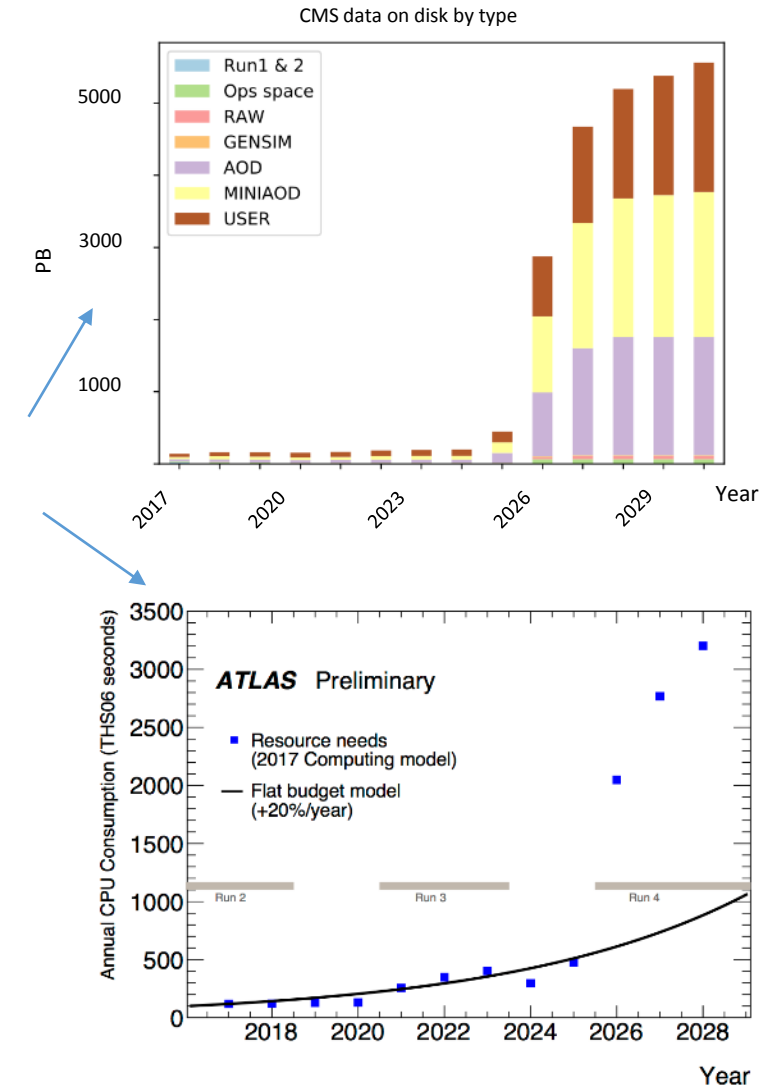 CMS data on disk by type
Run1 & 2
Ops space
RAW
GENSIM
AOD
MINIAOD
USER
5000
3000
1000
PB
2017
2020
2023
2026
2029
Year
3500
3000
2500
2000
1500
1000
500
0
Annual CPU Consumption (THS06 seconds)
ATLAS Preliminary
Resource needs
(2017 Computing model)
Flat budget model
(+20%/year)
Run 2
Run 3
Run 4
2018
2020
2022
2024
2026
2028
Year